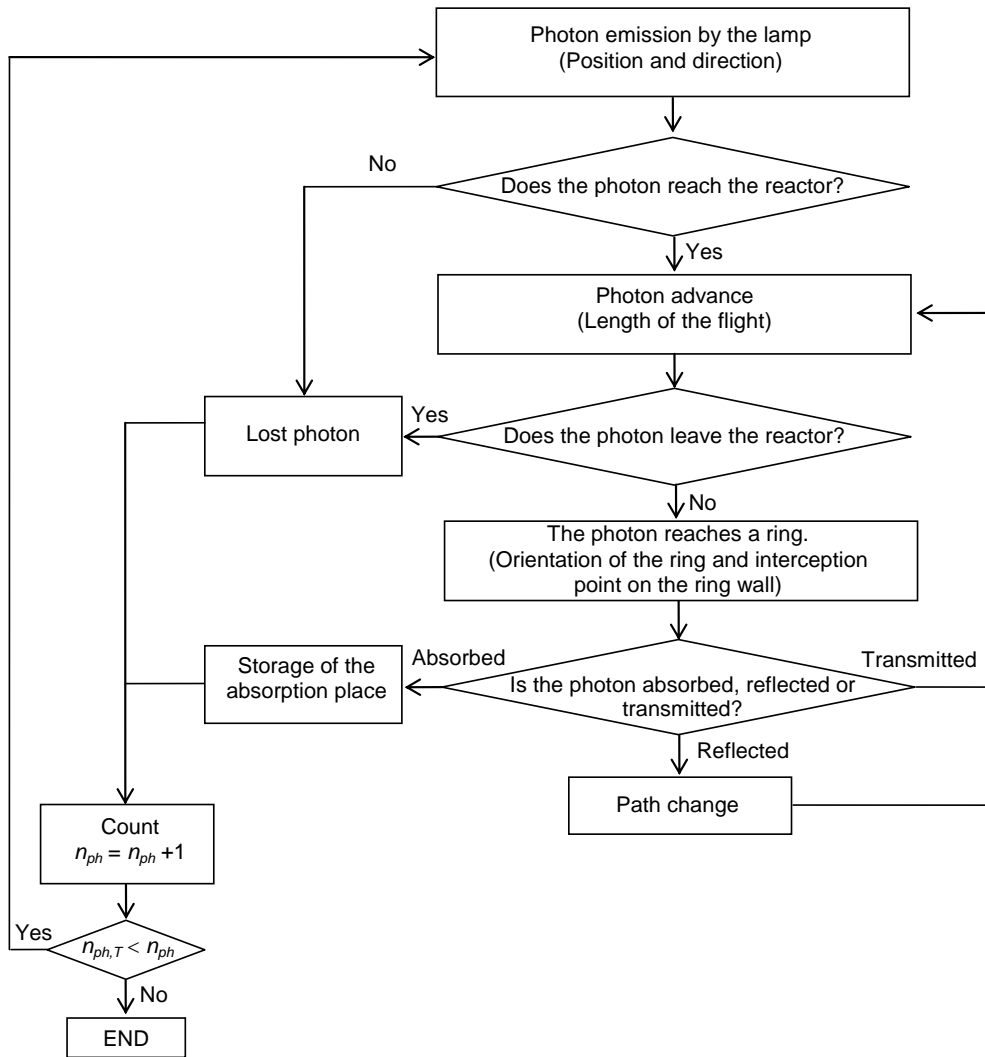 Photon emission by the lamp
(Position and direction)
No
Does the photon reach the reactor?
Yes
Photon advance
(Length of the flight)
Lost photon
Yes
Does the photon leave the reactor?
No
The photon reaches a ring.
(Orientation of the ring and interception
point on the ring wall)
Storage of the
absorption place
Absorbed
Is the photon absorbed, reflected or
transmitted?
Transmitted
Reflected
Path change
Count
n_ph = n_ph +1
Yes
n_ph,T < n_ph
No
END